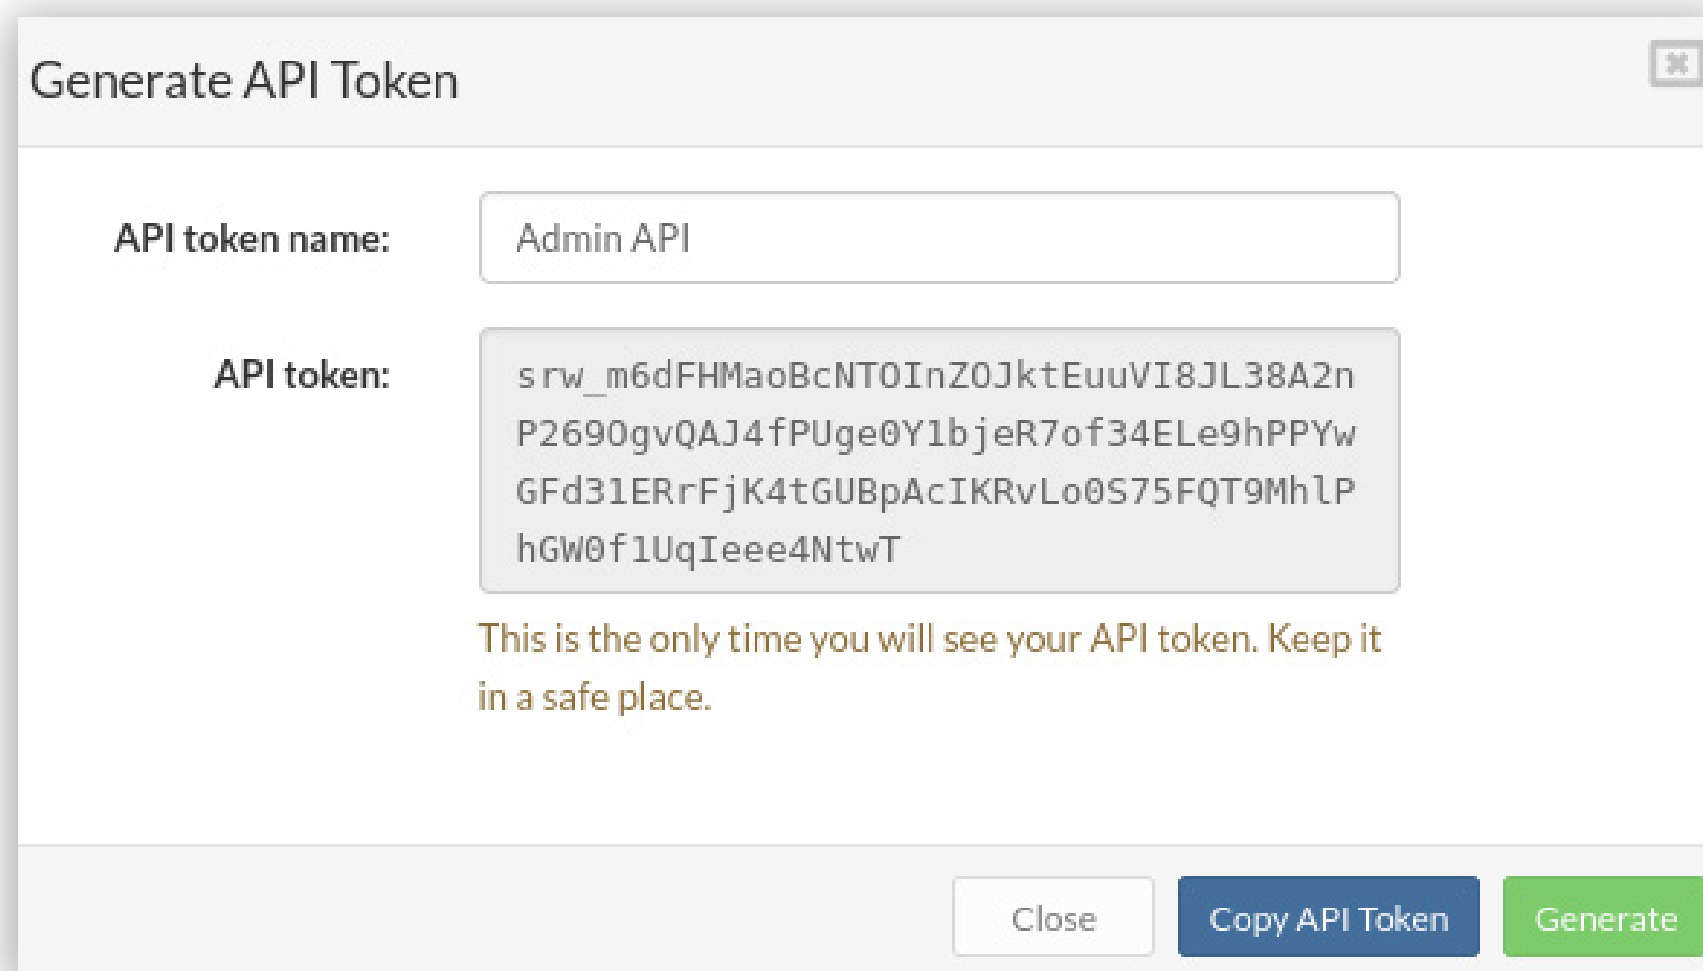 Generate API Token
API token name:
Admin API
API token:
srw_m6dFHMaoBcNTOInZOJktEuuVI8JL38A2n
P269OgvQAJ4fPUge0Y1bjeR7of34ELe9hPPYw
GFd31ERrFjK4tGUBpAcIKRvLo0S75FQT9MhlP
hGW0f1UqIeee4NtwT
This is the only time you will see your API token. Keep it
in a safe place.
Close
Copy API Token
Generate